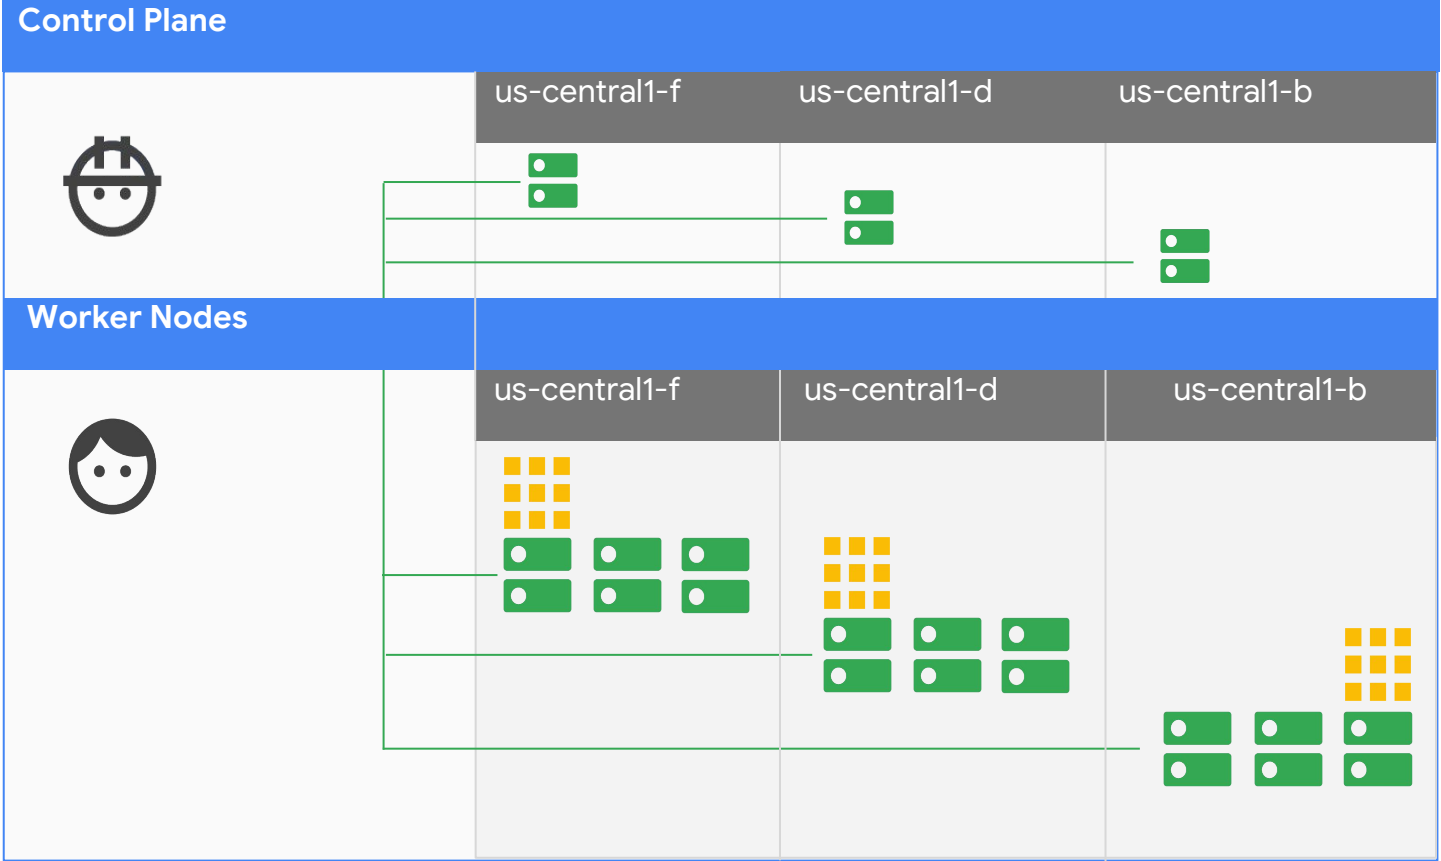 Control Plane
us-central1-f
us-central1-d
us-central1-b
Worker Nodes
us-central1-f
us-central1-d
us-central1-b